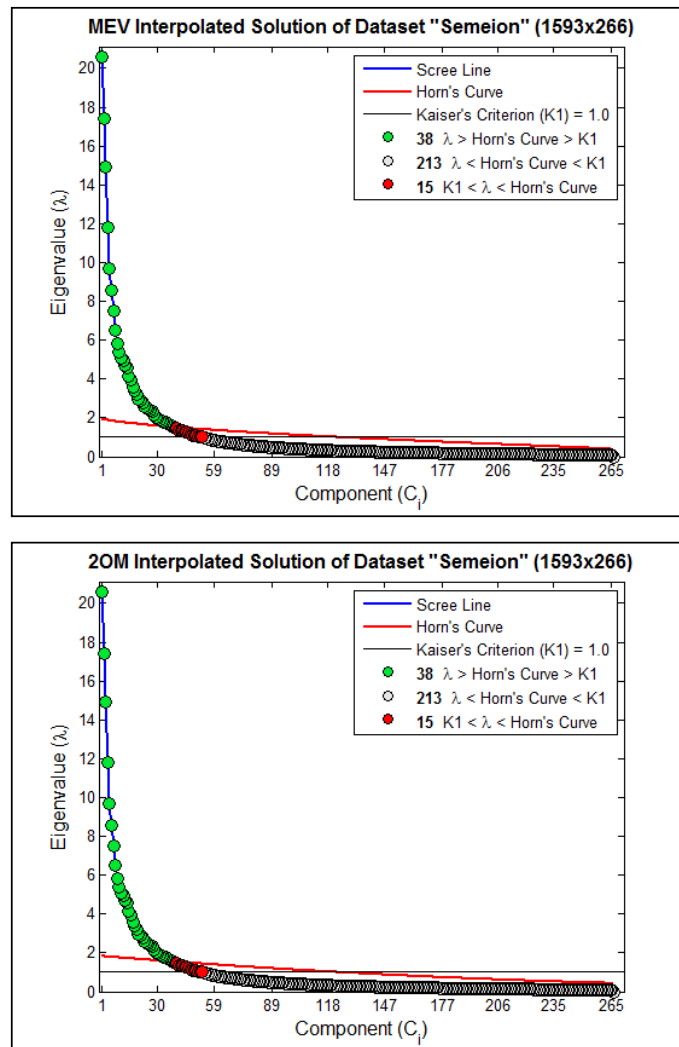 MEV Interpolated Solution of Dataset "Semeion" (1593x266)
20
18
16
14
12
10
8
6
4
2
0
Eigenvalue (λ)
Scree Line
Horn's Curve
Kaiser's Criterion (K1) = 1.0
38 λ > Horn's Curve > K1
213 λ < Horn's Curve < K1
15 K1 < λ < Horn's Curve
1 30 59 89 118 147 177 206 235 265
Component (Ci)
2OM Interpolated Solution of Dataset "Semeion" (1593x266)
20
18
16
14
12
10
8
6
4
2
0
Eigenvalue (λ)
Scree Line
Horn's Curve
Kaiser's Criterion (K1) = 1.0
38 λ > Horn's Curve > K1
213 λ < Horn's Curve < K1
15 K1 < λ < Horn's Curve
1 30 59 89 118 147 177 206 235 265
Component (Ci)